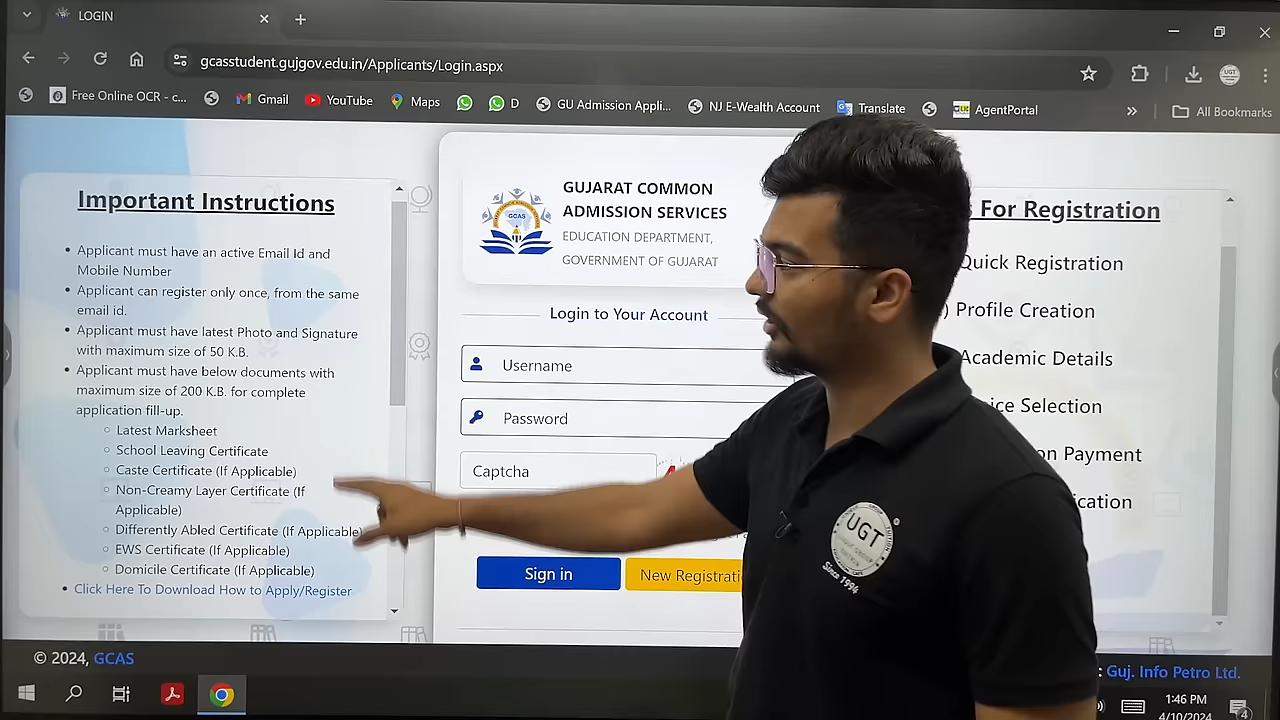 LOGIN
gcasstudent.gujgov.edu.in/Applicants/Login.aspx
Free Online OCR - c...
Gmail
YouTube
Maps
D
GU Admission Appli...
NJ E-Wealth Account
Translate
AgentPortal
All Bookmarks
Important Instructions
Applicant must have an active Email Id and
Mobile Number
Applicant can register only once, from the same
email id.
Applicant must have latest Photo and Signature
with maximum size of 50 K.B.
Applicant must have below documents with
maximum size of 200 K.B. for complete
application fill-up.
Latest Marksheet
School Leaving Certificate
Caste Certificate (If Applicable)
Non-Creamy Layer Certificate (If
Applicable)
Differently Abled Certificate (If Applicable)
EWS Certificate (If Applicable)
Domicile Certificate (If Applicable)
Click Here To Download How to Apply/Register
GCAS
GUJARAT COMMON
ADMISSION SERVICES
EDUCATION DEPARTMENT,
GOVERNMENT OF GUJARAT
Login to Your Account
Username
Password
Captcha
Sign in
New Registrati
For Registration
Quick Registration
) Profile Creation
Academic Details
ice Selection
on Payment
ication
UGT
Since 1994
© 2024, GCAS
: Guj. Info Petro Ltd.
1:46 PM
4/10/2024
4